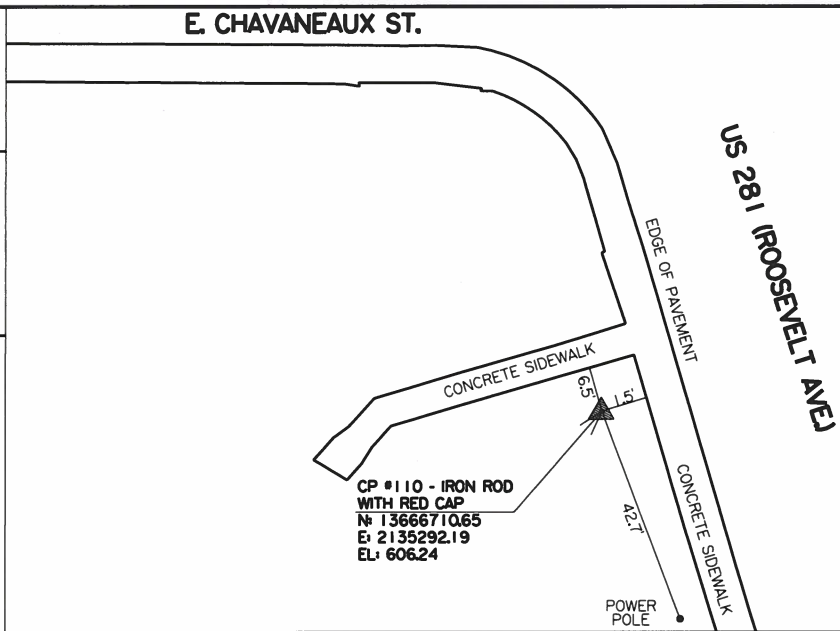 E. CHAVANEAUX ST.
US 281 (ROOSEVELT AVE.)
EDGE OF PAVEMENT
CONCRETE SIDEWALK
6.5'
1.5'
CP #110 - IRON ROD
WITH RED CAP
N: 13666710.65
E: 2135292.19
EL: 606.24
42.7'
CONCRETE SIDEWALK
POWER
POLE